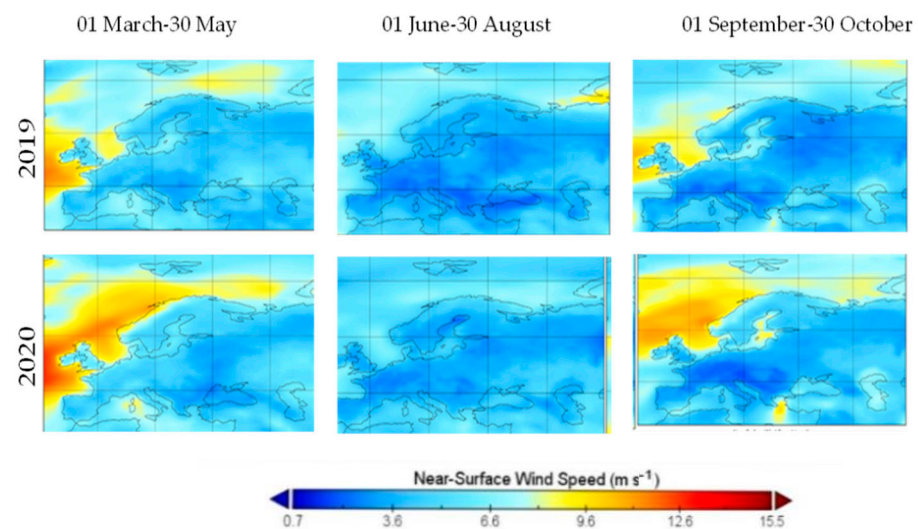 01 March-30 May
01 June-30 August
01 September-30 October
2019
2020
Near-Surface Wind Speed (m s⁻¹)
0.7 3.6 6.6 9.6 12.6 15.5